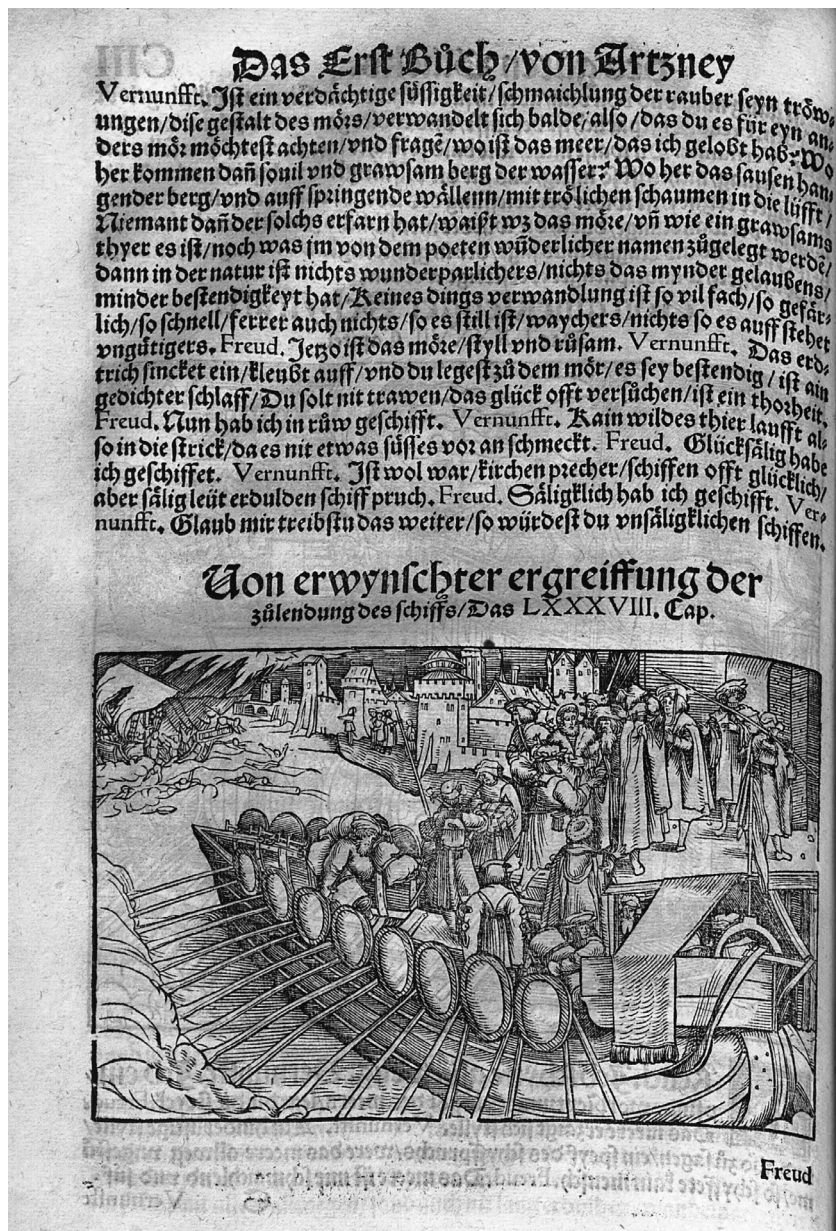 Das Erst Bůch/von Artzney
Vernunfft. Jst ein verdächtige süssigkeit/schmaichlung der rauber seyn tröw-
ungen/dise gestalt des mörs/verwandelt sich balde/also/das du es für eyn an-
ders mör möchtest achten/vnd fragē/wo ist das meer/das ich gelobt hab? Wo
her kommen dañ souil vnd grawsam berg der wasser? Wo her das sausen han-
gender berg/vnd auff springende wällenn/mit trölichen schaumen in die lüfft/
Niemant dañ der solchs erfarn hat/waißt wz das möre/vñ wie ein grawsams
thyer es ist/noch was jm von dem poeten wūderlicher namen zůgelegt werdē/
dann in der natur ist nichts wunderparlichers/nichts das mynder gelaubens/
minder bestendigkeyt hat/Keines dings verwandlung ist so vil fach/so gefär-
lich/so schnell/ferrer auch nichts/so es still ist/waychers/nichts so es auff stehet
vngütigers. Freud. Jetzo ist das möre/styll vnd růsam. Vernunfft. Das erd-
trich sincket ein/kleubt auff/vnd du legest zů dem mör/es sey bestendig/ist ain
gedichter schlaff/Du solt nit trawen/das glück offt versůchen/ist ein thorheit.
Freud. Nun hab ich in růw geschifft. Vernunfft. Kain wildes thier laufft al-
so in die strick/da es nit etwas süsses vor an schmeckt. Freud. Glücksälig habe
ich geschiffet. Vernunfft. Jst wol war/kirchen precher/schiffen offt glücklich/
aber sälig leüt erdulden schiff pruch. Freud. Säligklich hab ich geschifft. Ver-
nunfft. Glaub mir treibstu das weiter/so würdest du vnsäligklichen schiffen.
Von erwynschter ergreiffung der
zůlendung des schiffs/Das LXXXVIII. Cap.
Freud